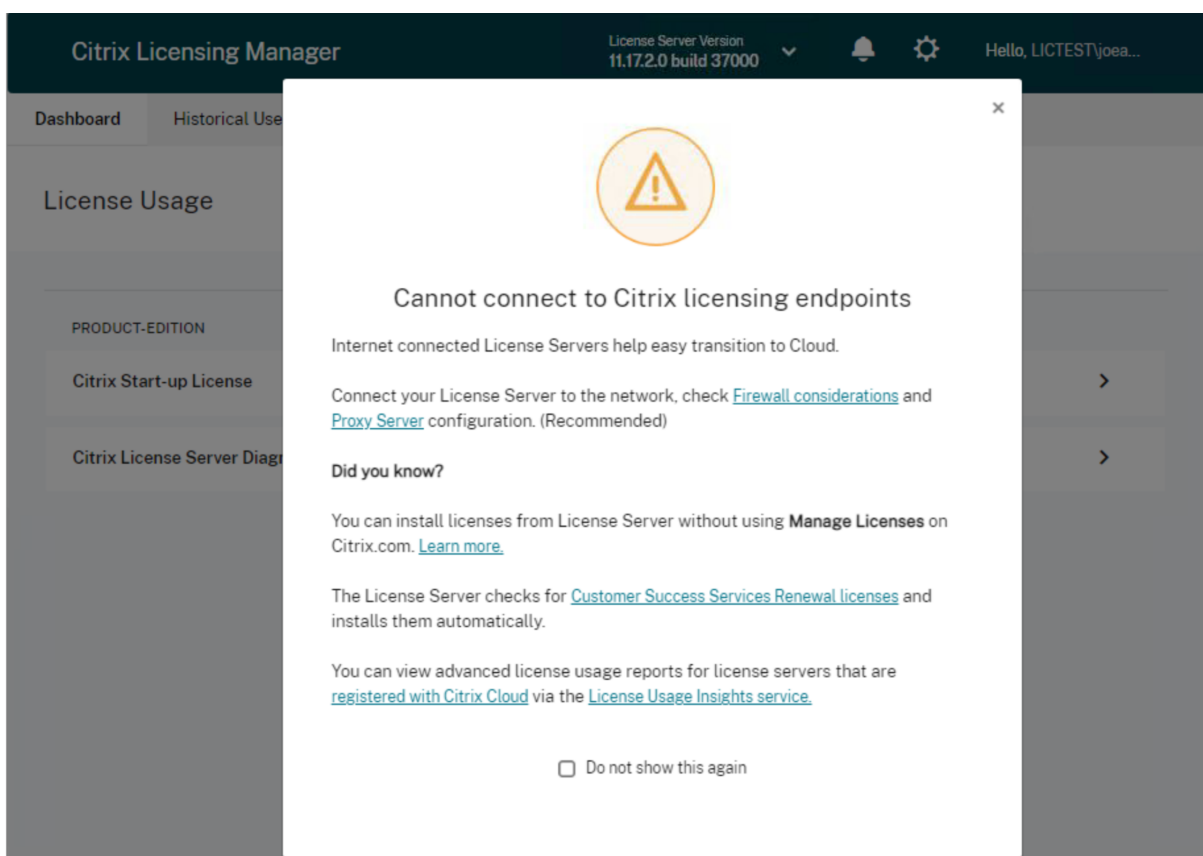 Citrix Licensing Manager
License Server Version
11.17.2.0 build 37000
Hello, LICTEST\joea...
Dashboard
Historical Use
License Usage
PRODUCT-EDITION
Citrix Start-up License
Citrix License Server Diagn
×
Cannot connect to Citrix licensing endpoints
Internet connected License Servers help easy transition to Cloud.
Connect your License Server to the network, check Firewall considerations and
Proxy Server configuration. (Recommended)
Did you know?
You can install licenses from License Server without using Manage Licenses on
Citrix.com. Learn more.
The License Server checks for Customer Success Services Renewal licenses and
installs them automatically.
You can view advanced license usage reports for license servers that are
registered with Citrix Cloud via the License Usage Insights service.
Do not show this again